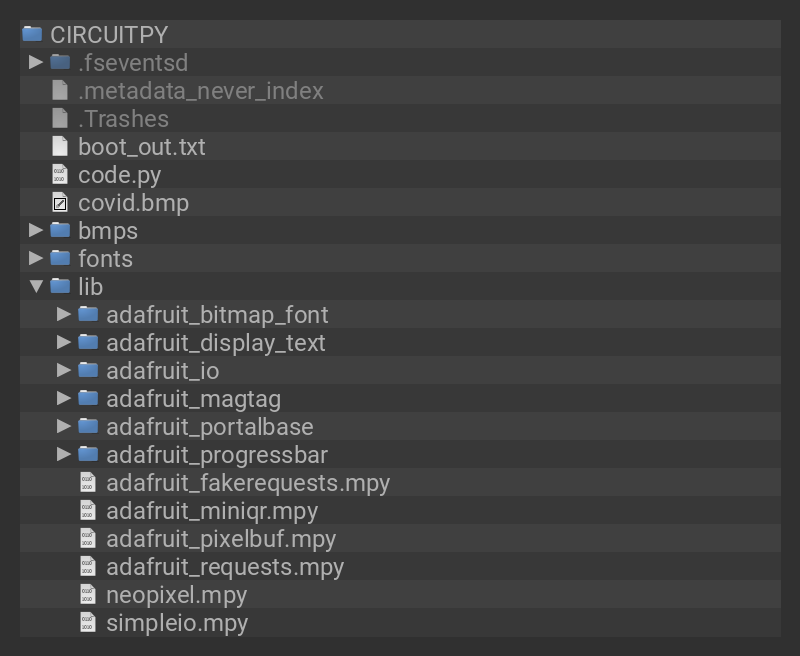 CIRCUITPY
.fseventsd
.metadata_never_index
.Trashes
boot_out.txt
code.py
covid.bmp
bmps
fonts
lib
adafruit_bitmap_font
adafruit_display_text
adafruit_io
adafruit_magtag
adafruit_portalbase
adafruit_progressbar
adafruit_fakerequests.mpy
adafruit_miniqr.mpy
adafruit_pixelbuf.mpy
adafruit_requests.mpy
neopixel.mpy
simpleio.mpy